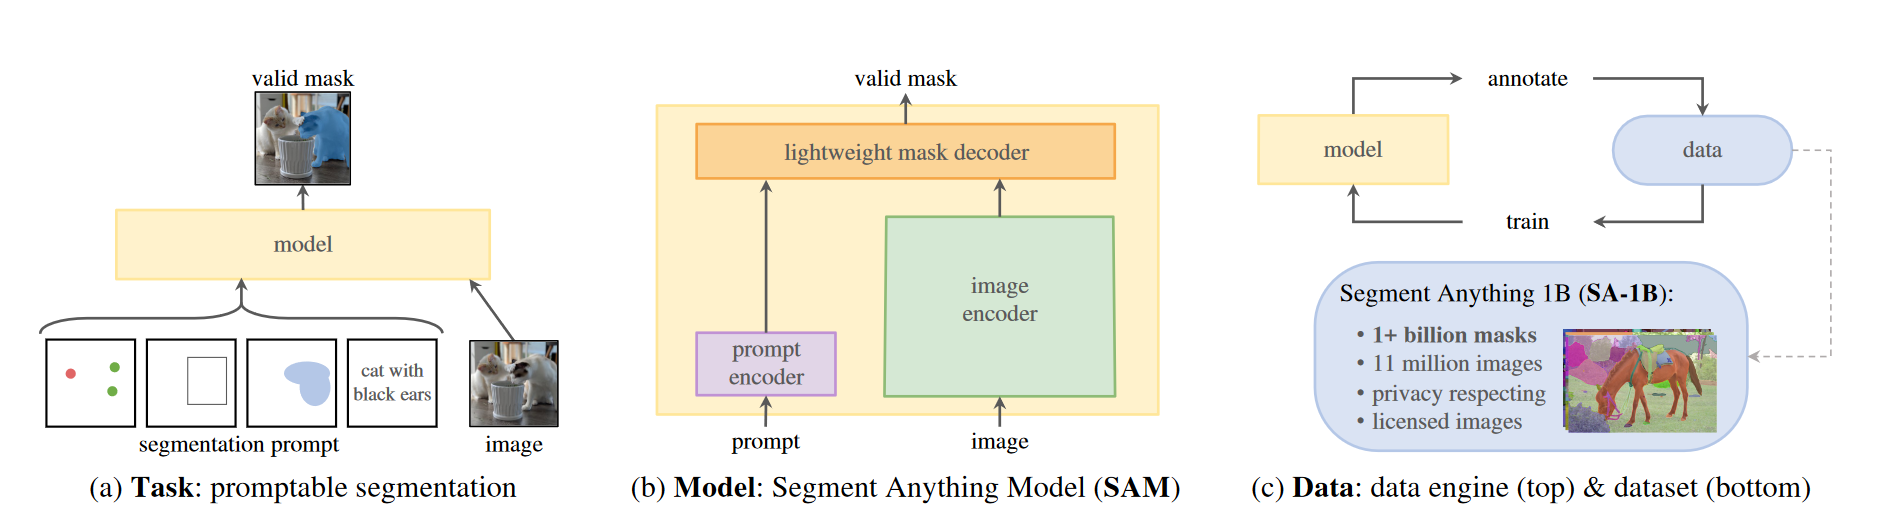 valid mask
model
cat with
black ears
segmentation prompt
image
(a) Task: promptable segmentation
valid mask
lightweight mask decoder
image
encoder
prompt
encoder
prompt
image
(b) Model: Segment Anything Model (SAM)
annotate
model
data
train
Segment Anything 1B (SA-1B):
• 1+ billion masks
• 11 million images
• privacy respecting
• licensed images
(c) Data: data engine (top) & dataset (bottom)